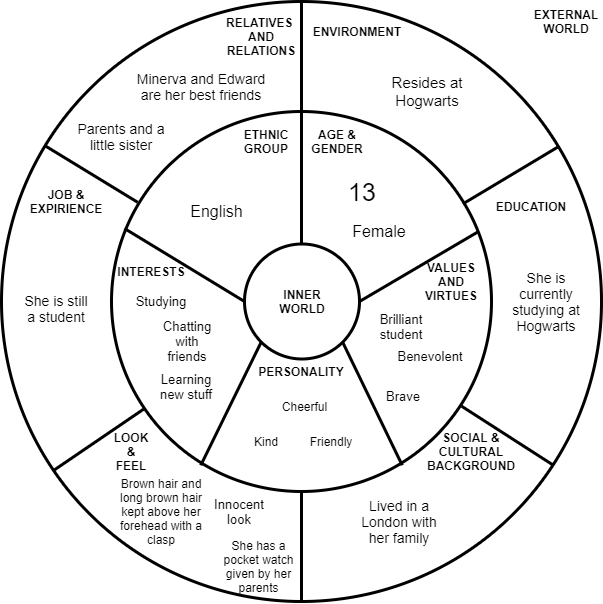 EXTERNAL
WORLD
RELATIVES
AND
RELATIONS
Minerva and Edward
are her best friends
Parents and a
little sister
ENVIRONMENT
Resides at
Hogwarts
ETHNIC
GROUP
English
AGE &
GENDER
13
Female
JOB &
EXPIRIENCE
She is still
a student
EDUCATION
She is
currently
studying at
Hogwarts
INTERESTS
Studying
Chatting
with
friends
Learning
new stuff
INNER
WORLD
VALUES
AND
VIRTUES
Brilliant
student
Benevolent
Brave
PERSONALITY
Cheerful
Kind
Friendly
LOOK
&
FEEL
Brown hair and
long brown hair
kept above her
forehead with a
clasp
Innocent
look
She has a
pocket watch
given by her
parents
SOCIAL &
CULTURAL
BACKGROUND
Lived in a
London with
her family